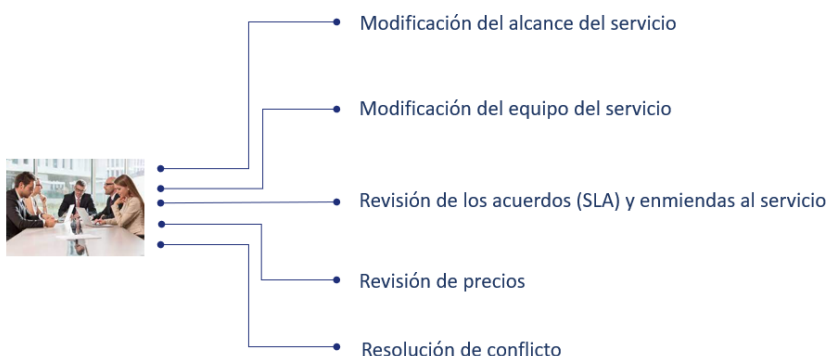 Modificación del alcance del servicio
Modificación del equipo del servicio
Revisión de los acuerdos (SLA) y enmiendas al servicio
Revisión de precios
Resolución de conflicto